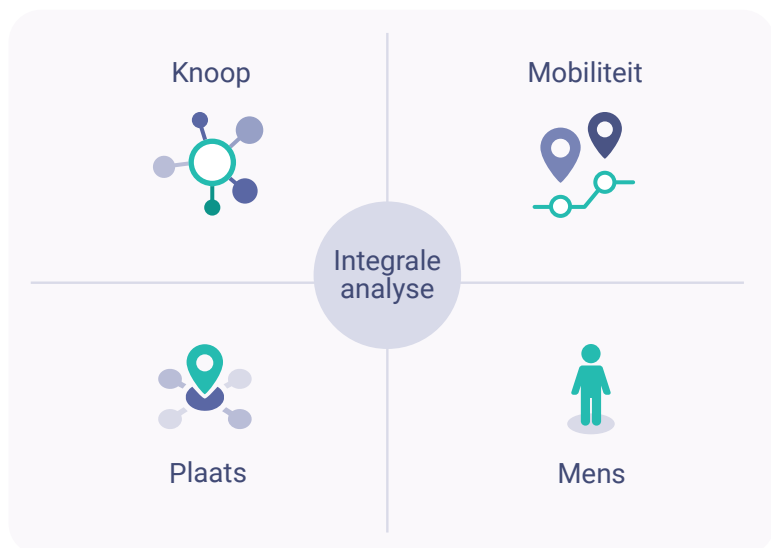 Knoop
Mobiliteit
Integrale
analyse
Plaats
Mens